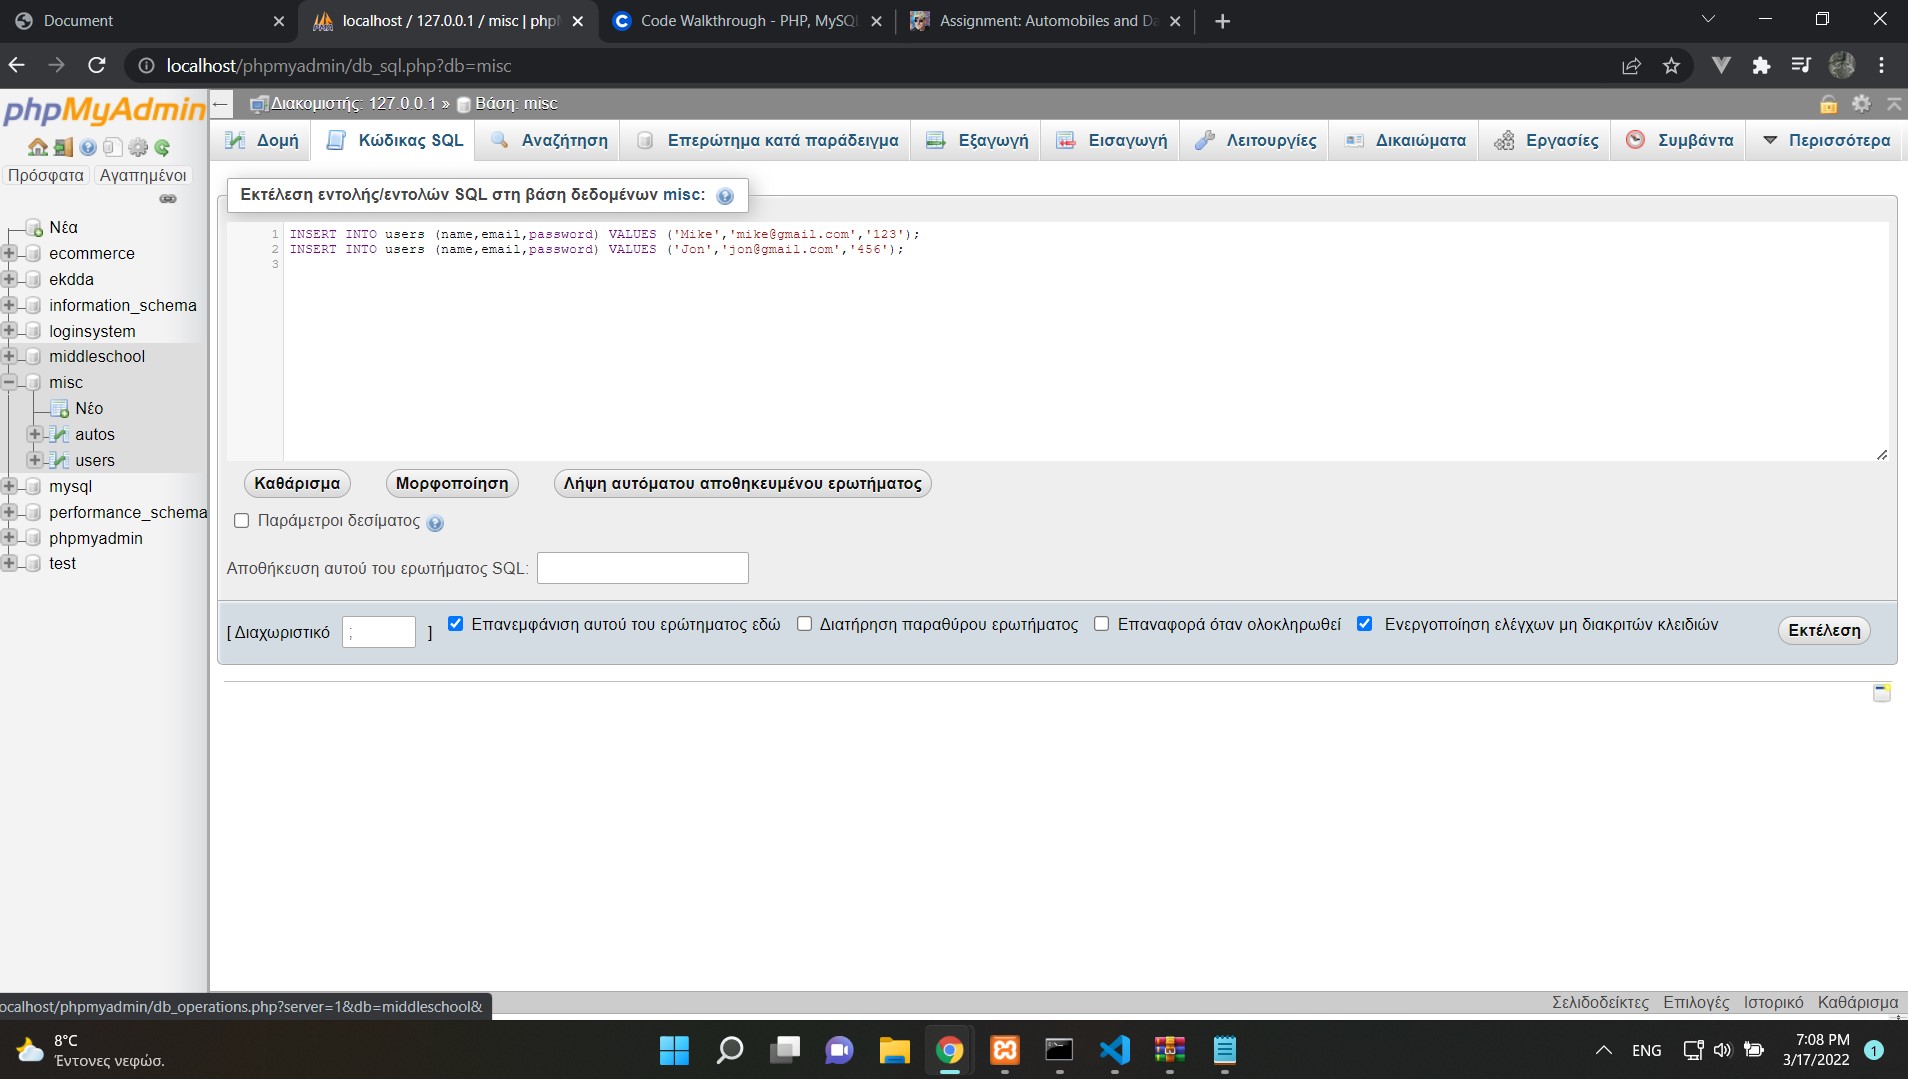 Document
localhost / 127.0.0.1 / misc | php
Code Walkthrough - PHP, MySQL
Assignment: Automobiles and Da
localhost/phpmyadmin/db_sql.php?db=misc
phpMyAdmin
Πρόσφατα Αγαπημένοι
Νέα
ecommerce
ekdda
information_schema
loginsystem
middleschool
misc
Νέο
autos
users
mysql
performance_schema
phpmyadmin
test
Διακομιστής: 127.0.0.1 » Βάση: misc
Δομή Κώδικας SQL Αναζήτηση Επερώτημα κατά παράδειγμα Εξαγωγή Εισαγωγή Λειτουργίες Δικαιώματα Εργασίες Συμβάντα Περισσότερα
Εκτέλεση εντολής/εντολών SQL στη βάση δεδομένων misc:
1 INSERT INTO users (name,email,password) VALUES ('Mike','mike@gmail.com','123');
2 INSERT INTO users (name,email,password) VALUES ('Jon','jon@gmail.com','456');
3
Καθάρισμα Μορφοποίηση Λήψη αυτόματου αποθηκευμένου ερωτήματος
Παράμετροι δεσίματος
Αποθήκευση αυτού του ερωτήματος SQL:
[ Διαχωριστικό ; ] Επανεμφάνιση αυτού του ερώτηματος εδώ Διατήρηση παραθύρου ερωτήματος Επαναφορά όταν ολοκληρωθεί Ενεργοποίηση ελέγχων μη διακριτών κλειδιών Εκτέλεση
ocalhost/phpmyadmin/db_operations.php?server=1&db=middleschool&
Σελιδοδείκτες Επιλογές Ιστορικό Καθάρισμα
8°C
Έντονες νεφώσ.
ENG
7:08 PM
3/17/2022
1